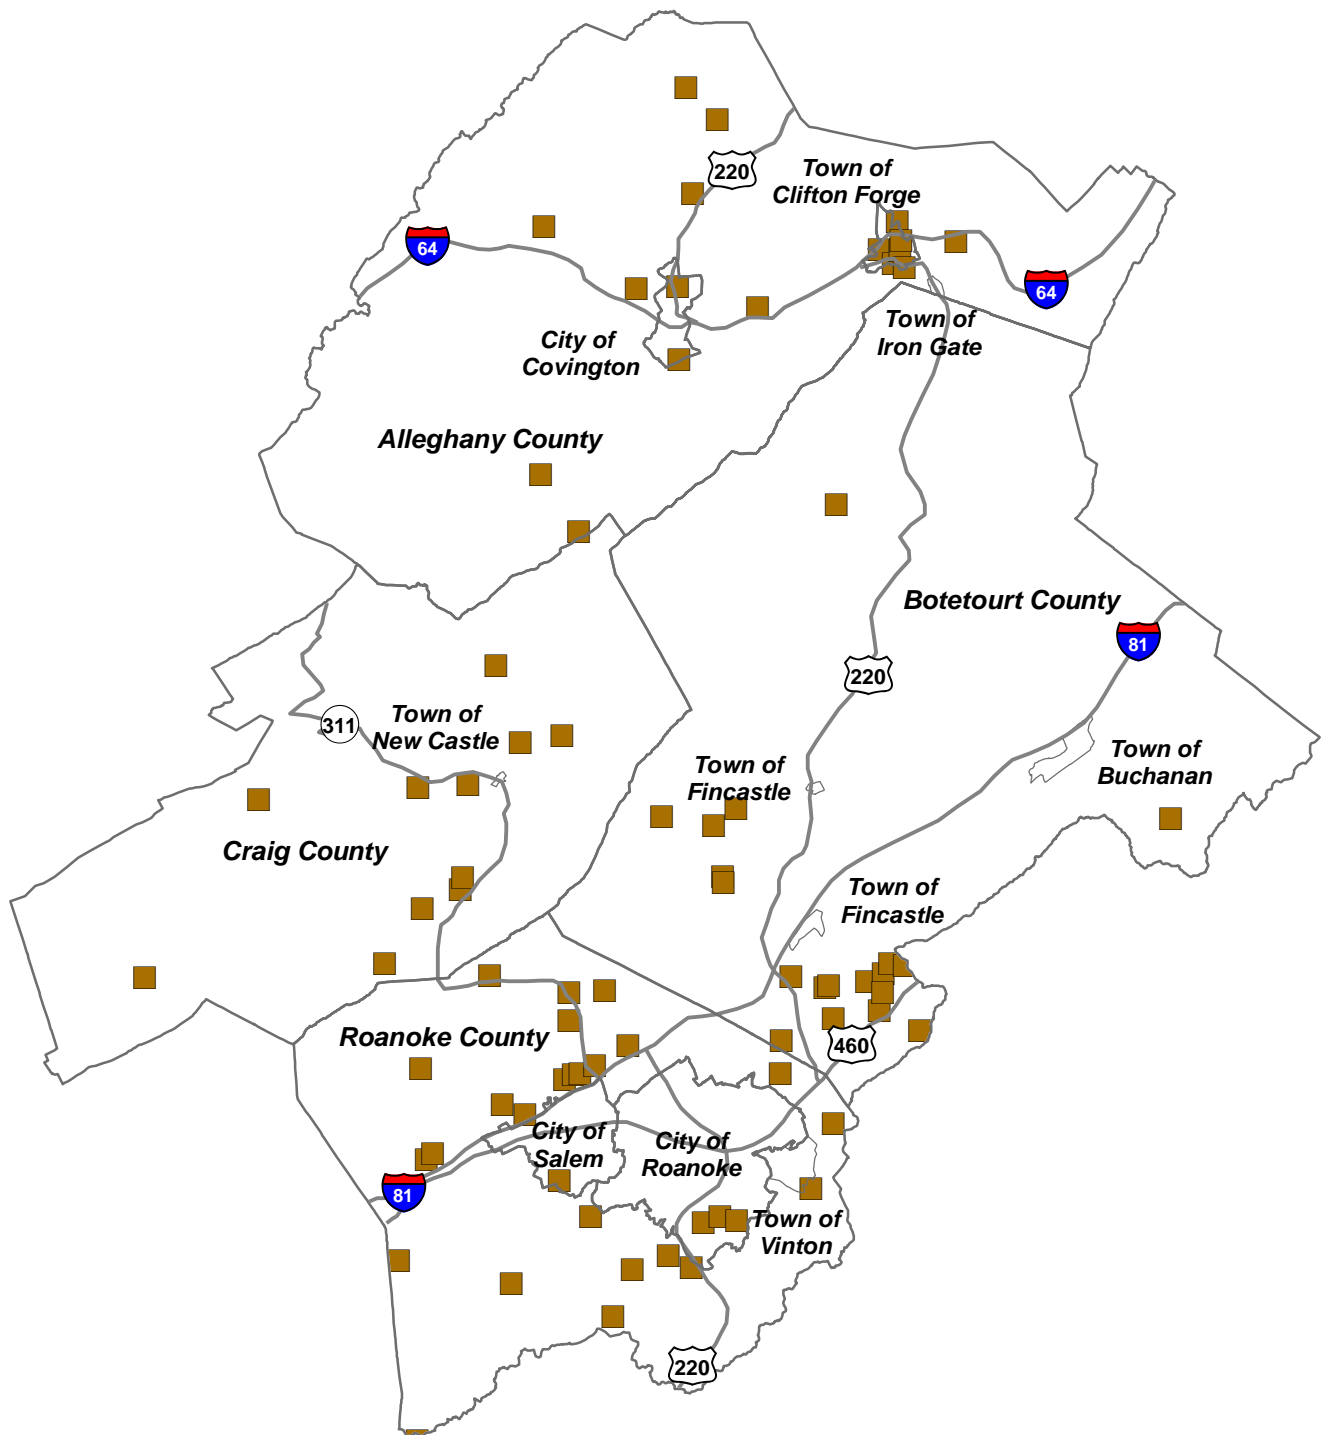 220
Town of
Clifton Forge
64
64
Town of
Iron Gate
City of
Covington
Alleghany County
Botetourt County
81
220
311
Town of
New Castle
Town of
Fincastle
Town of
Buchanan
Craig County
Town of
Fincastle
Roanoke County
460
City of
Salem
City of
Roanoke
81
Town of
Vinton
220